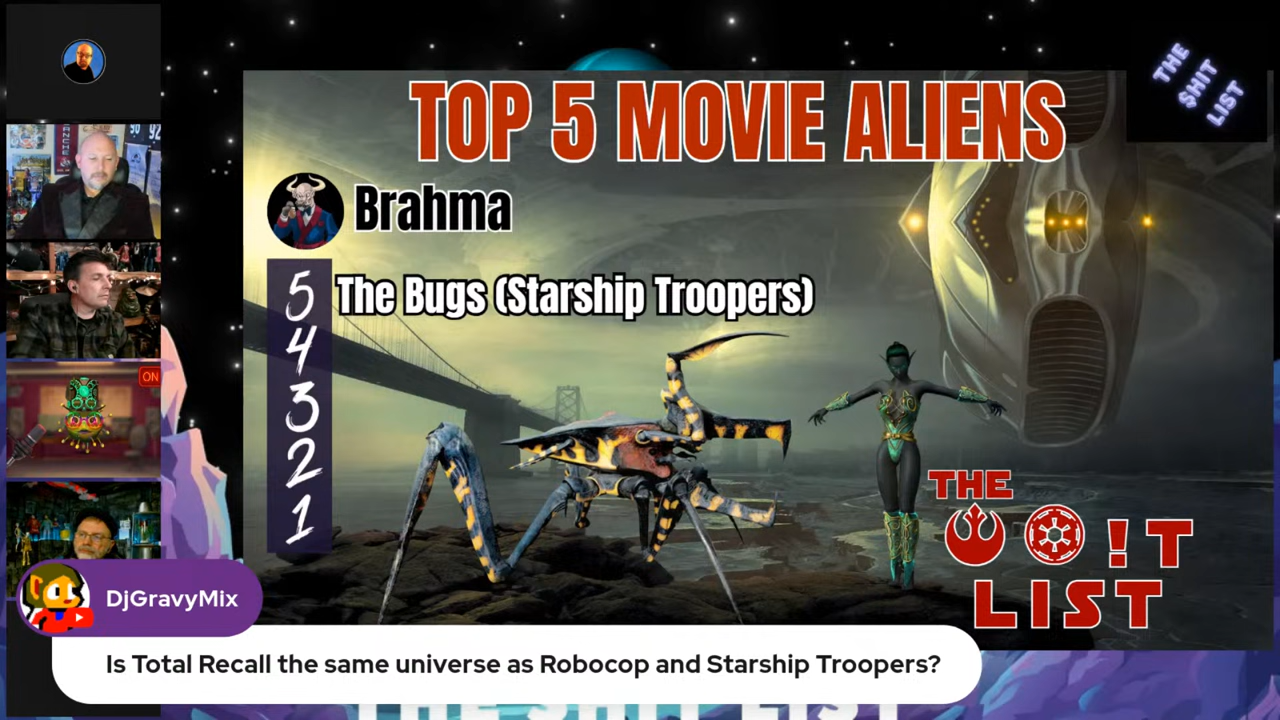 THE
$HIT
LIST
TOP 5 MOVIE ALIENS
Brahma
5 The Bugs (Starship Troopers)
4
3
2
1
ON
THE
!T
LIST
DjGravyMix
Is Total Recall the same universe as Robocop and Starship Troopers?